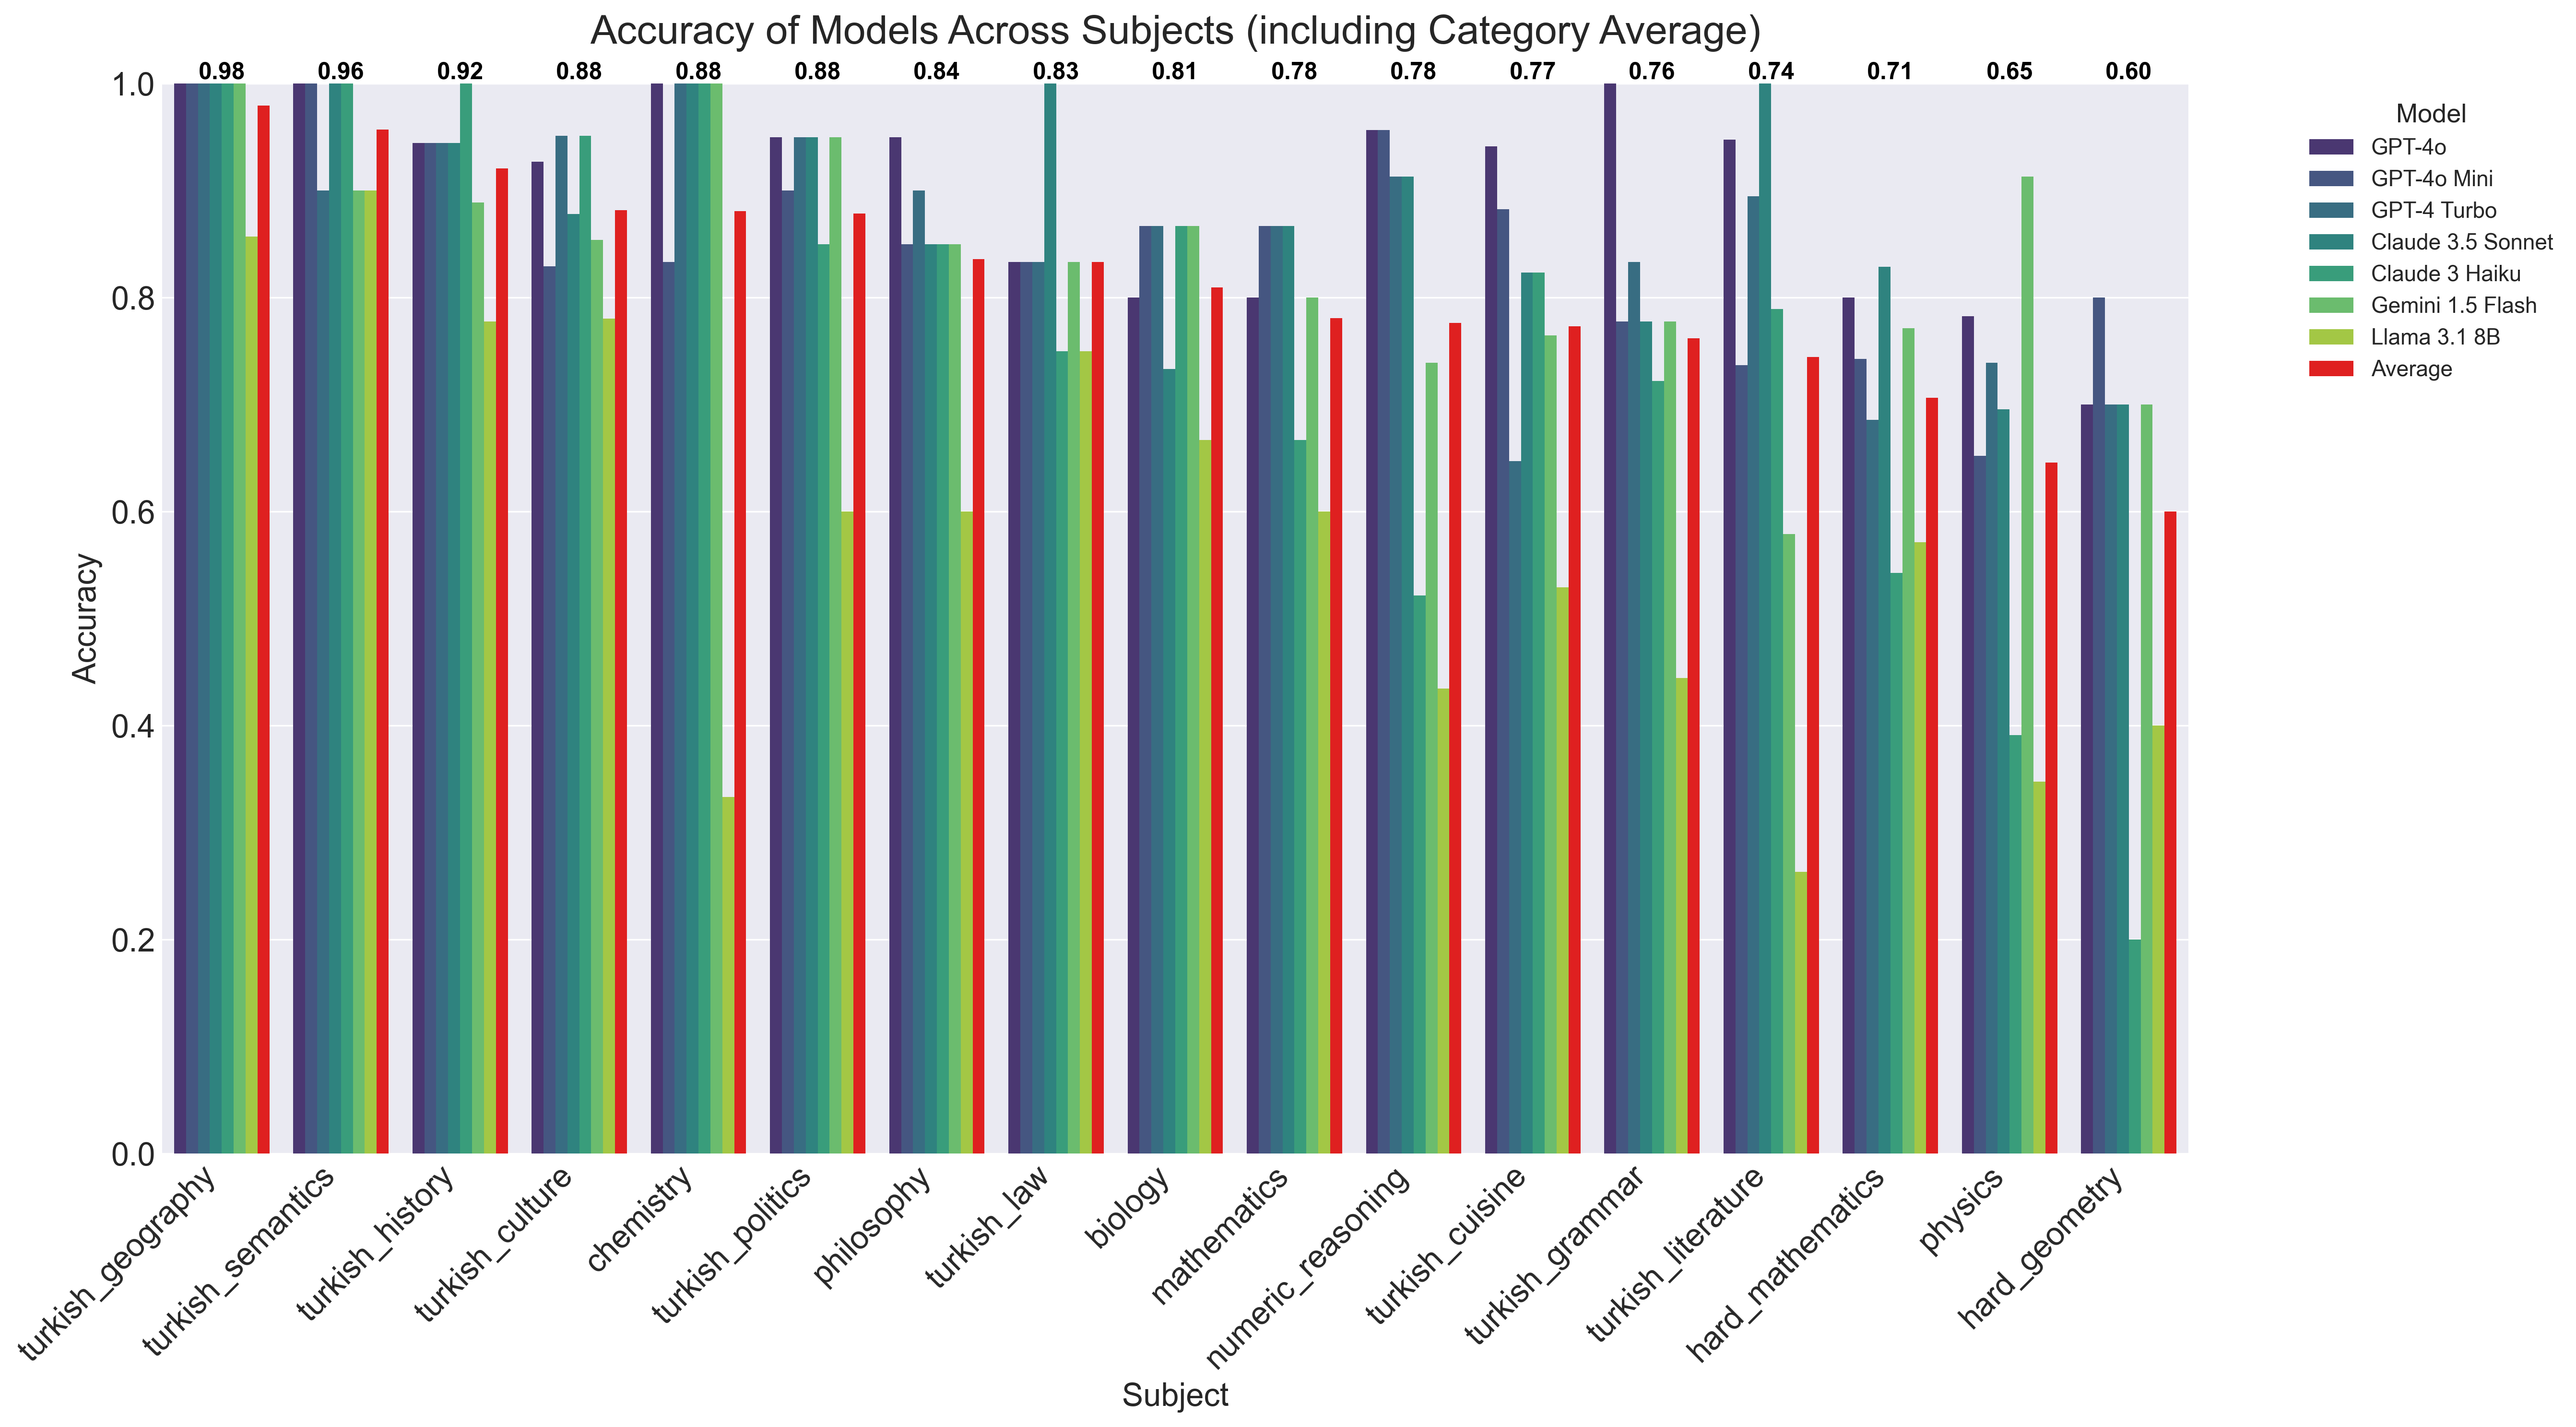 Accuracy of Models Across Subjects (including Category Average)
0.98 0.96 0.92 0.88 0.88 0.88 0.84 0.83 0.81 0.78 0.78 0.77 0.76 0.74 0.71 0.65 0.60
1.0
0.8
0.6
0.4
0.2
0.0
Accuracy
turkish_geography
turkish_semantics
turkish_history
turkish_culture
chemistry
turkish_politics
philosophy
turkish_law
biology
mathematics
numeric_reasoning
turkish_cuisine
turkish_grammar
turkish_literature
hard_mathematics
physics
hard_geometry
Subject
Model
GPT-4o
GPT-4o Mini
GPT-4 Turbo
Claude 3.5 Sonnet
Claude 3 Haiku
Gemini 1.5 Flash
Llama 3.1 8B
Average